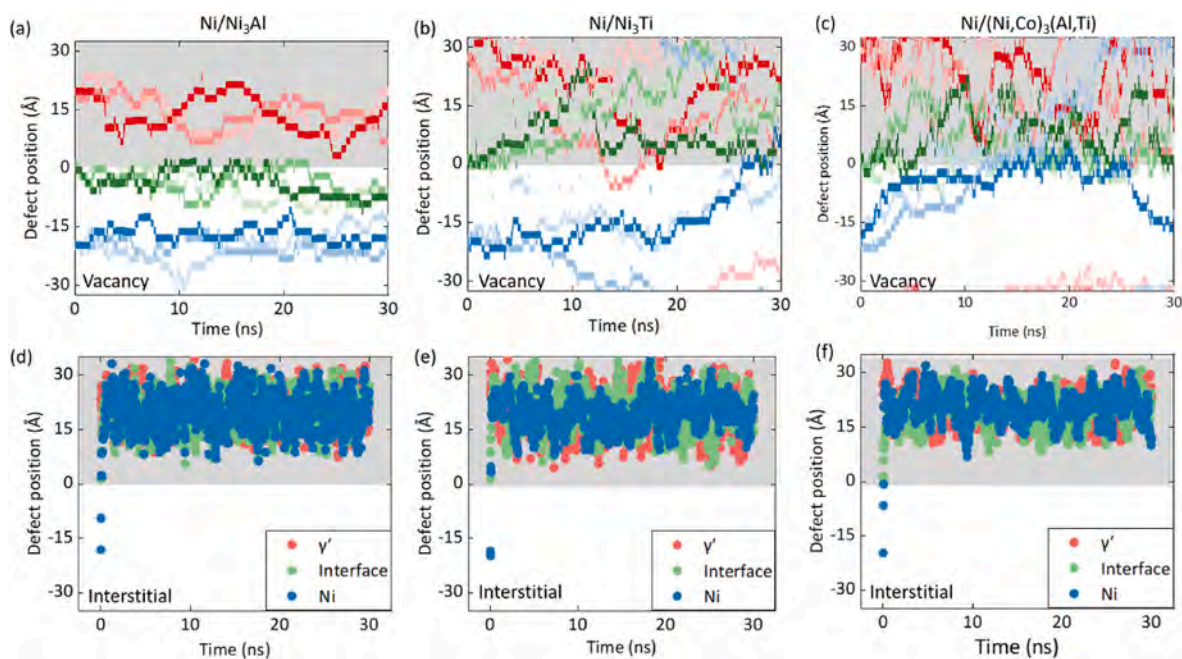 (a) Ni/Ni₃Al
Defect position (Å)
30
15
0
-15
-30
Vacancy
0 10 20 30
Time (ns)
(b) Ni/Ni₃Ti
Defect position (Å)
30
15
0
-15
-30
Vacancy
0 10 20 30
Time (ns)
(c) Ni/(Ni,Co)₃(Al,Ti)
Defect position (Å)
30
15
0
-15
-30
Vacancy
0 10 20 30
Time (ns)
(d)
Defect position (Å)
30
15
0
-15
-30
γ'
Interface
Ni
Interstitial
0 10 20 30
Time (ns)
(e)
Defect position (Å)
30
15
0
-15
-30
γ'
Interface
Ni
Interstitial
0 10 20 30
Time (ns)
(f)
Defect position (Å)
30
15
0
-15
-30
γ'
Interface
Ni
Interstitial
0 10 20 30
Time (ns)